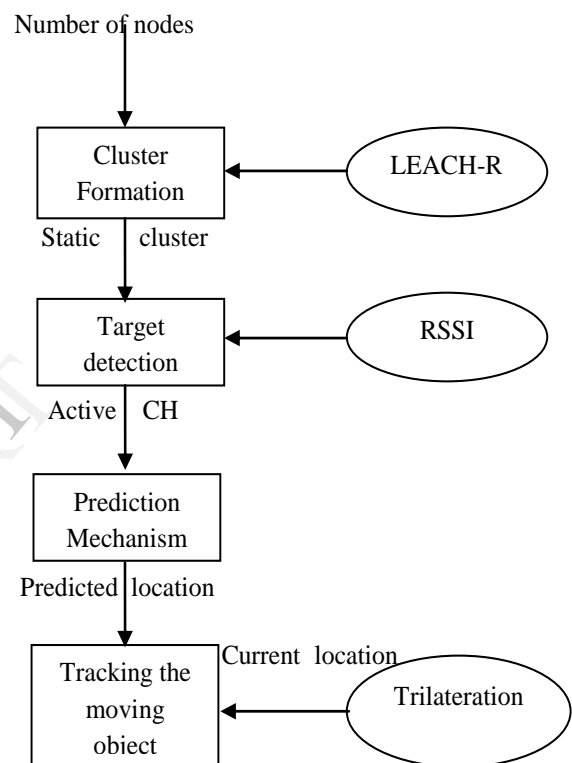 Number of nodes
Cluster
Formation
LEACH-R
Static cluster
Target
detection
RSSI
Active CH
Prediction
Mechanism
Predicted location
Current location
Tracking the
moving
object
Trilateration